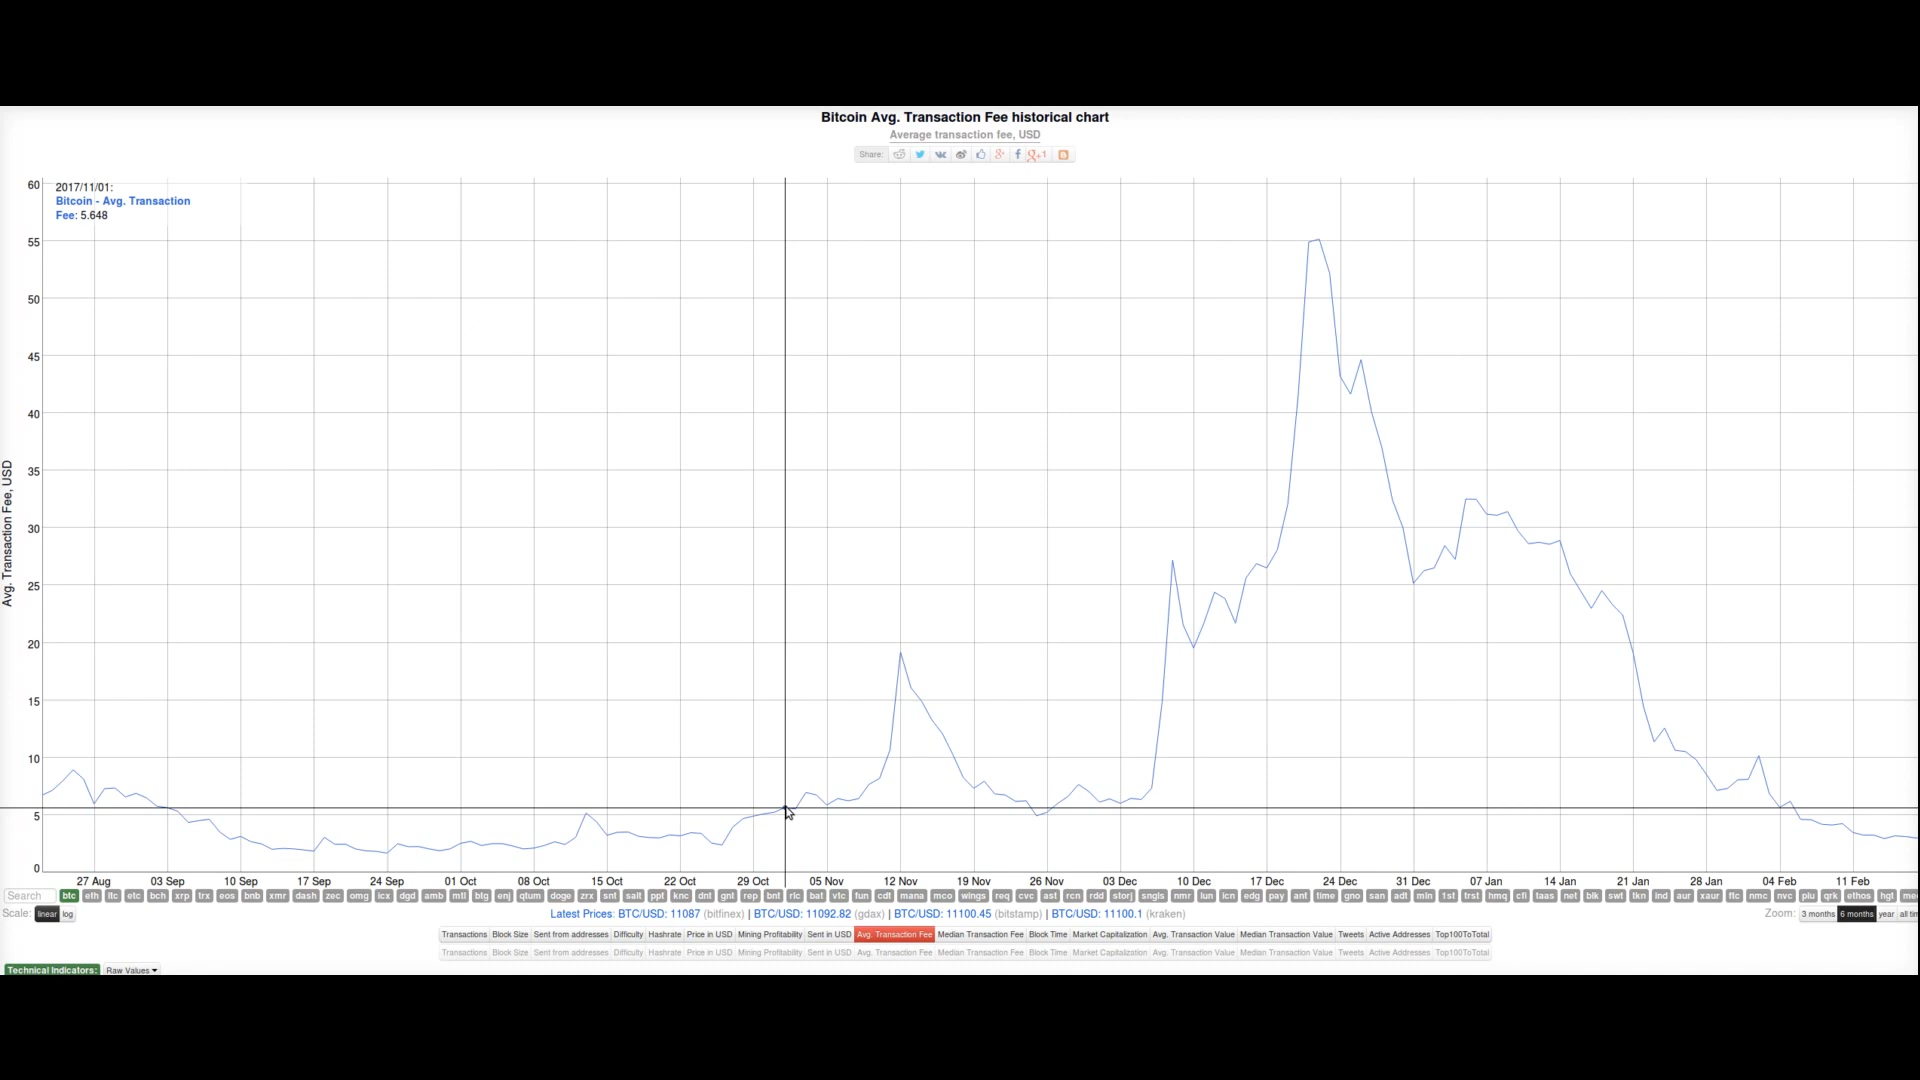 Bitcoin Avg. Transaction Fee historical chart
Average transaction fee, USD
Share: +1
2017/11/01:
Bitcoin - Avg. Transaction
Fee: 5.648
60
55
50
45
40
35
30
25
20
15
10
5
0
Avg. Transaction Fee, USD
27 Aug 03 Sep 10 Sep 17 Sep 24 Sep 01 Oct 08 Oct 15 Oct 22 Oct 29 Oct 05 Nov 12 Nov 19 Nov 26 Nov 03 Dec 10 Dec 17 Dec 24 Dec 31 Dec 07 Jan 14 Jan 21 Jan 28 Jan 04 Feb 11 Feb
Search btc eth ltc etc bch xrp trx eos bnb xmr dash zec omg icx dgd amb mtl btg enj qtum doge zrx snt salt ppt knc dnt gnt rep bnt rlc bat vtc fun cdt mana mco wings req cvc ast rcn rdd storj sngls nmr lun icn edg pay ant time gno san adt mln 1st trst hmq cfi taas net blk swt tkn ind aur xaur ftc nmc nvc plu qrk ethos hgt
Scale: linear log Latest Prices: BTC/USD: 11087 (bitfinex) | BTC/USD: 11092.82 (gdax) | BTC/USD: 11100.45 (bitstamp) | BTC/USD: 11100.1 (kraken) Zoom: 3 months 6 months year all
Transactions Block Size Sent from addresses Difficulty Hashrate Price in USD Mining Profitability Sent in USD Avg. Transaction Fee Median Transaction Fee Block Time Market Capitalization Avg. Transaction Value Median Transaction Value Tweets Active Addresses Top100ToTotal
Transactions Block Size Sent from addresses Difficulty Hashrate Price in USD Mining Profitability Sent in USD Avg. Transaction Fee Median Transaction Fee Block Time Market Capitalization Avg. Transaction Value Median Transaction Value Tweets Active Addresses Top100ToTotal
Technical Indicators: Raw Values